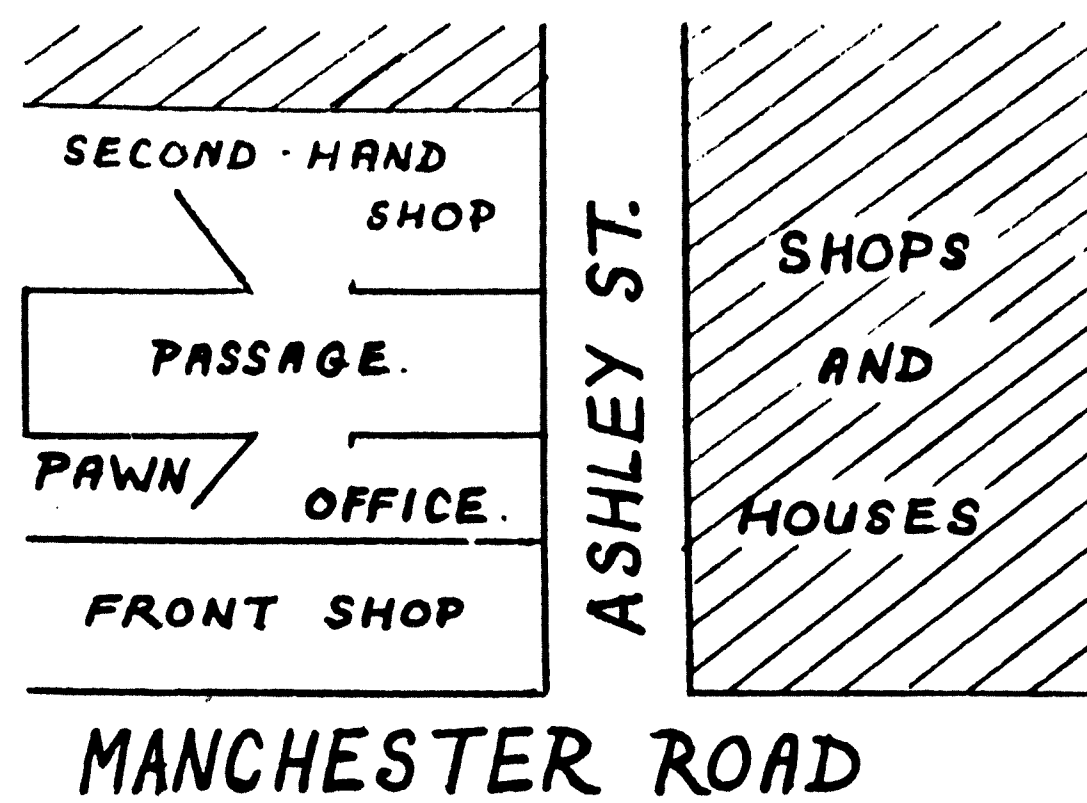 SECOND-HAND
SHOP
PASSAGE.
PAWN
OFFICE.
FRONT SHOP
ASHLEY ST.
SHOPS
AND
HOUSES
MANCHESTER ROAD